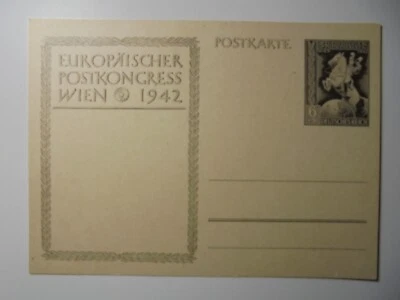 EUROPÄISCHER
POSTKONGRESS
WIEN 1942
POSTKARTE